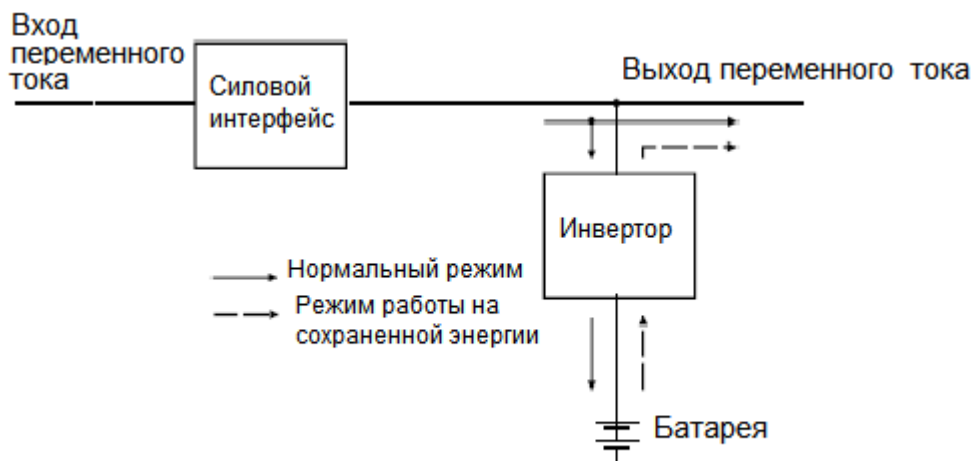 Вход
переменного
тока
Силовой
интерфейс
Выход переменного тока
Инвертор
Нормальный режим
Режим работы на
сохраненной энергии
Батарея